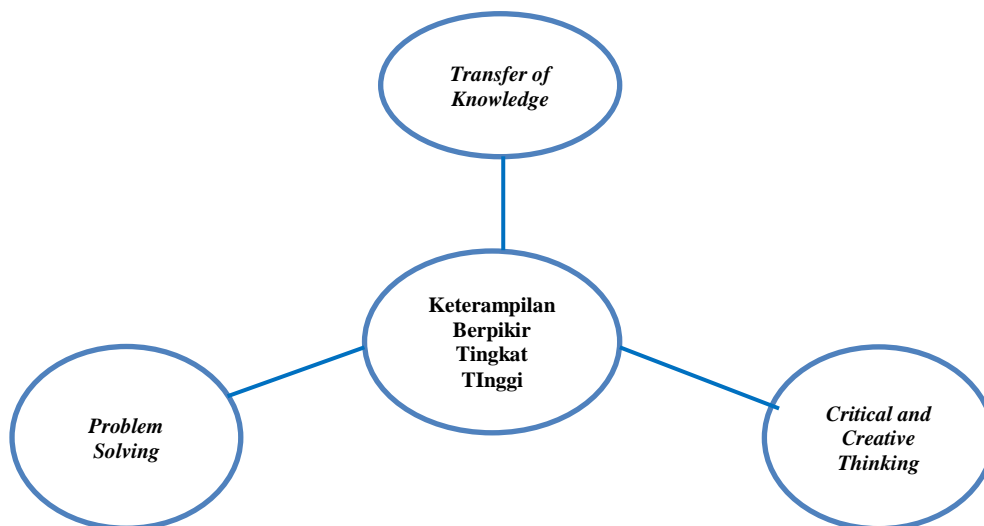 Transfer of
Knowledge
Keterampilan
Berpikir
Tingkat
TInggi
Problem
Solving
Critical and
Creative
Thinking